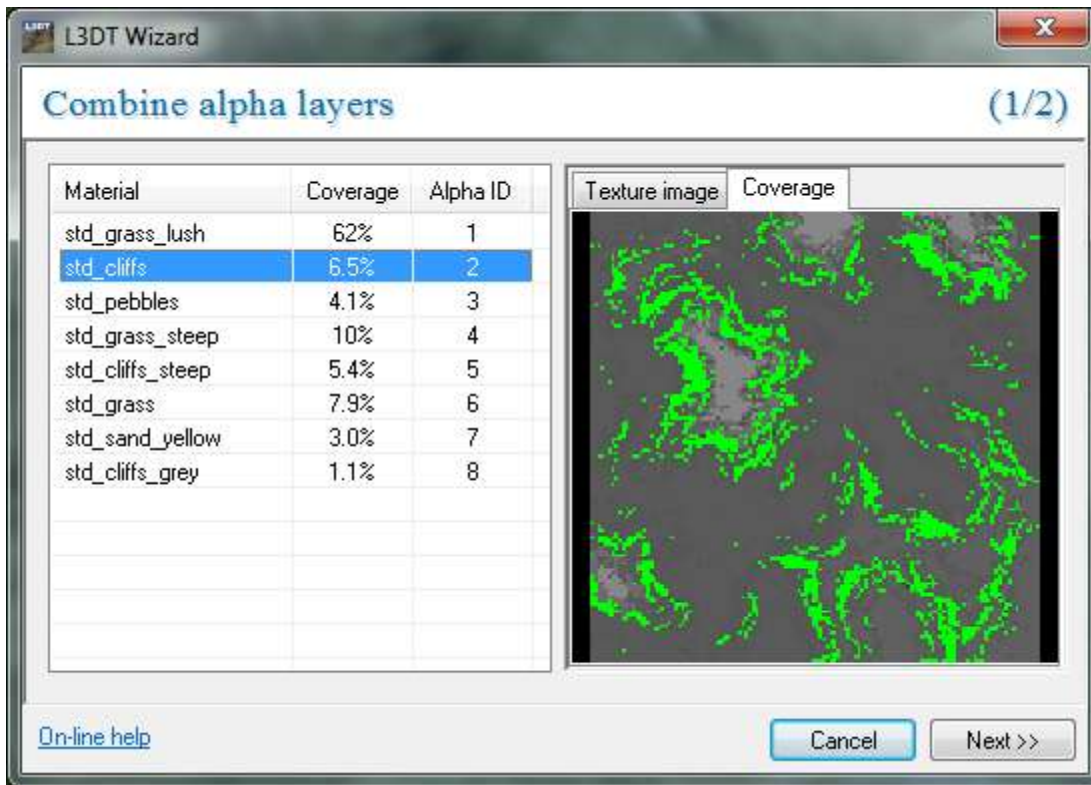 L3DT L3DT Wizard
Combine alpha layers (1/2)
Material Coverage Alpha ID Texture image Coverage
std_grass_lush 62% 1
std_cliffs 6.5% 2
std_pebbles 4.1% 3
std_grass_steep 10% 4
std_cliffs_steep 5.4% 5
std_grass 7.9% 6
std_sand_yellow 3.0% 7
std_cliffs_grey 1.1% 8
On-line help Cancel Next >>